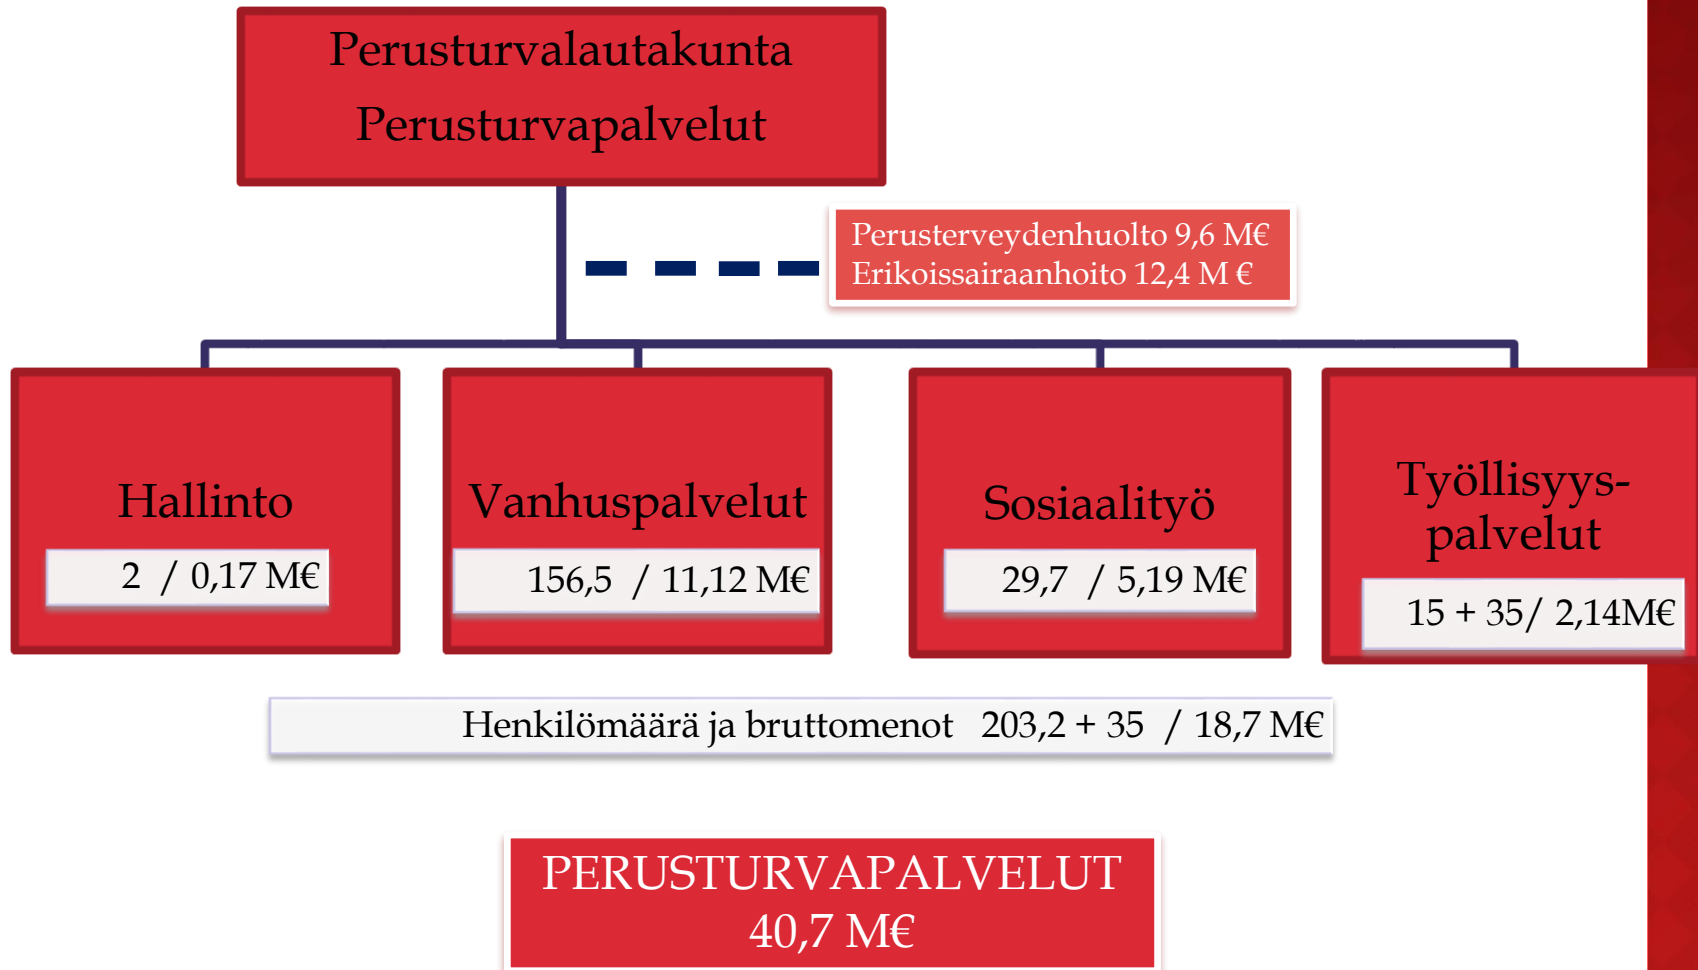 Perusturvalautakunta
Perusturvapalvelut
Perusterveydenhuolto 9,6 M€
Erikoissairaanhoito 12,4 M €
Hallinto
2 / 0,17 M€
Vanhuspalvelut
156,5 / 11,12 M€
Sosiaalityö
29,7 / 5,19 M€
Työllisyys-
palvelut
15 + 35/ 2,14M€
Henkilömäärä ja bruttomenot 203,2 + 35 / 18,7 M€
PERUSTURVAPALVELUT
40,7 M€